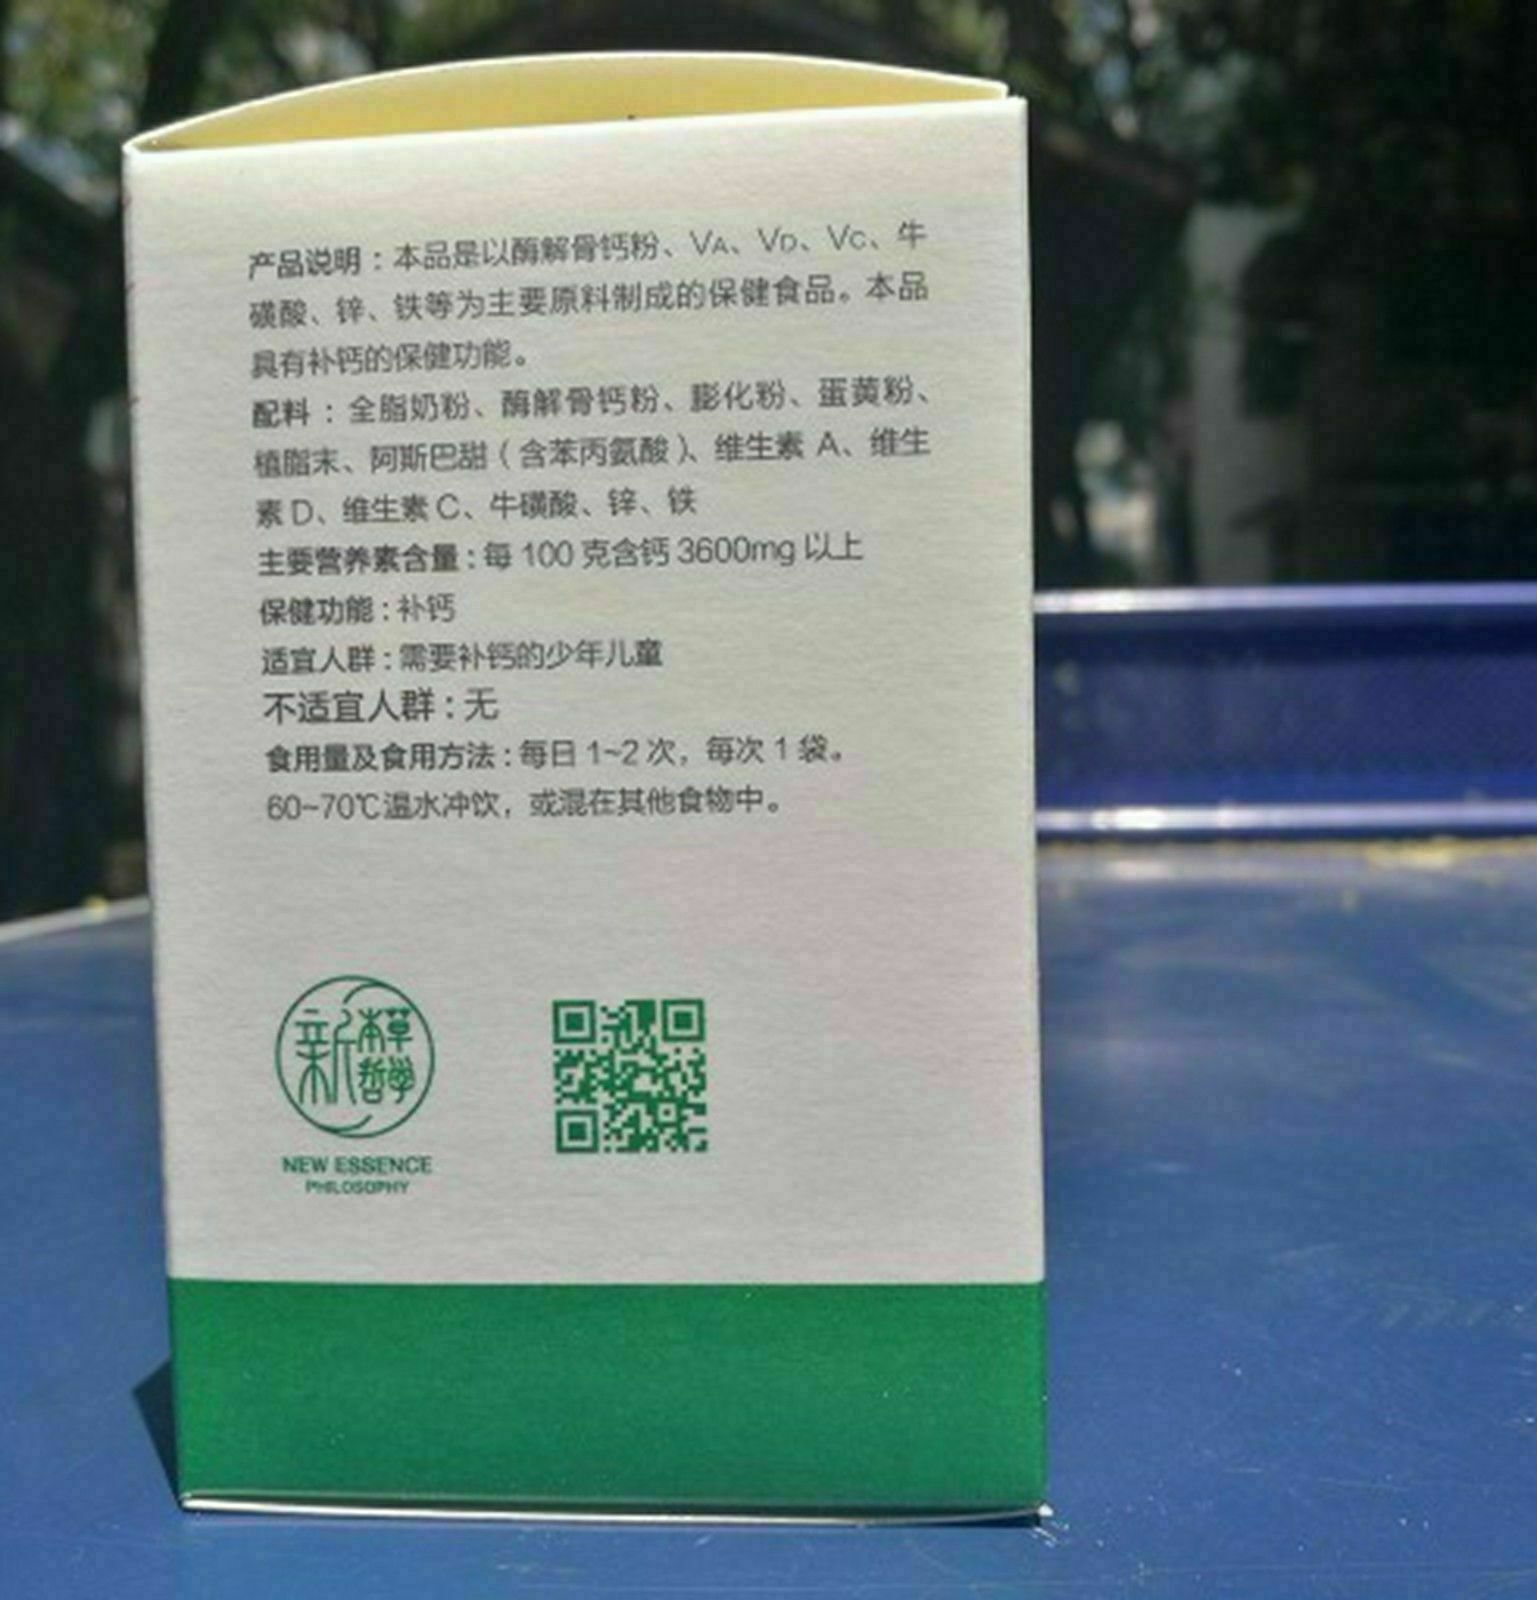 产品说明：本品是以酶解骨钙粉、VA、VD、VC、牛
磺酸、锌、铁等为主要原料制成的保健食品。本品
具有补钙的保健功能。
配料：全脂奶粉、酶解骨钙粉、膨化粉、蛋黄粉、
植脂末、阿斯巴甜（含苯丙氨酸）、维生素 A、维生
素 D、维生素 C、牛磺酸、锌、铁
主要营养素含量：每 100 克含钙 3600mg 以上
保健功能：补钙
适宜人群：需要补钙的少年儿童
不适宜人群：无
食用量及食用方法：每日 1~2 次，每次 1 袋。
60~70℃温水冲饮，或混在其他食物中。
新本草哲學
NEW ESSENCE
PHILOSOPHY